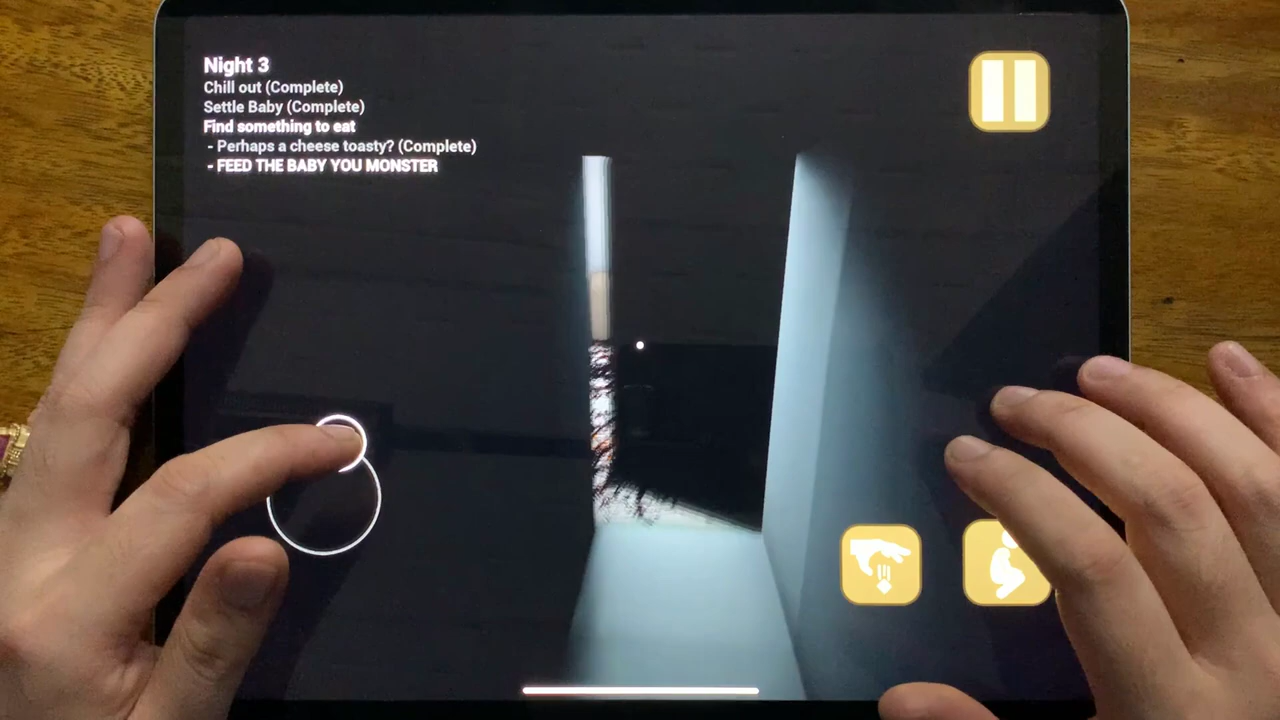 Night 3
Chill out (Complete)
Settle Baby (Complete)
Find something to eat
- Perhaps a cheese toasty? (Complete)
- FEED THE BABY YOU MONSTER